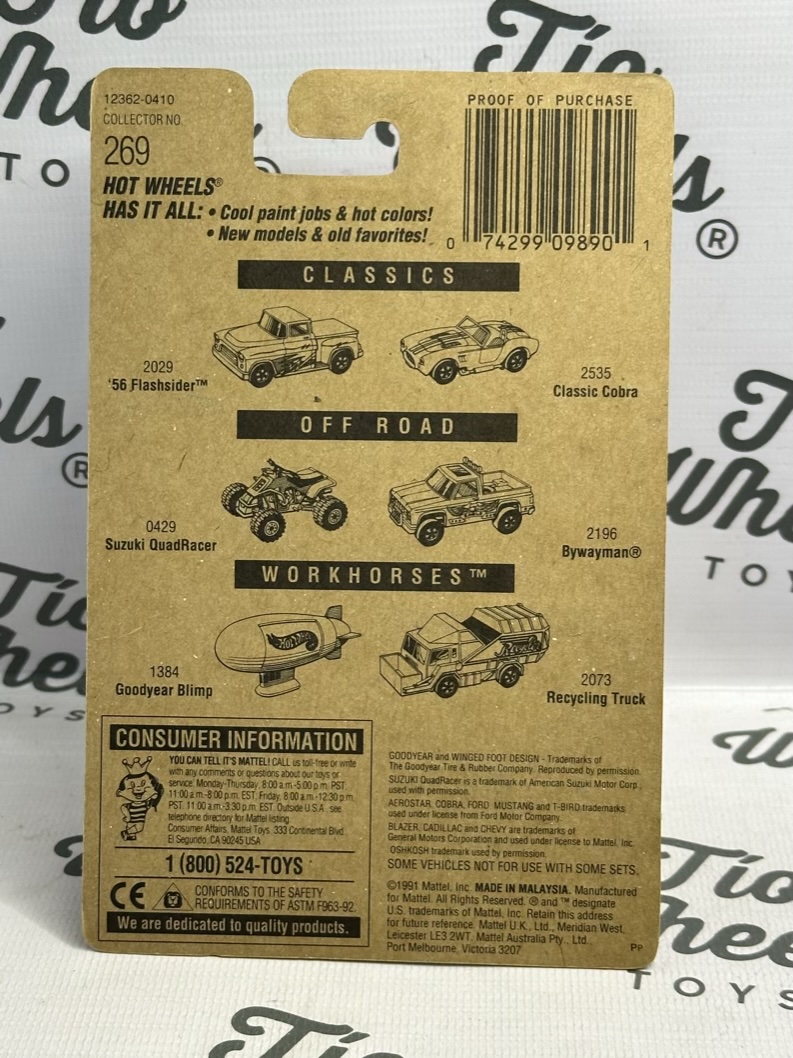 12362-0410
COLLECTOR NO.
269
HOT WHEELS®
HAS IT ALL: • Cool paint jobs & hot colors!
• New models & old favorites!
PROOF OF PURCHASE
0 74299 09890 1
CLASSICS
2029
'56 Flashsider™
2535
Classic Cobra
OFF ROAD
0429
Suzuki QuadRacer
2196
Bywayman®
WORKHORSES™
Hot Wheels
1384
Goodyear Blimp
2073
Recycling Truck
CONSUMER INFORMATION
YOU CAN TELL IT'S MATTEL! CALL us toll-free or write
with any comments or questions about our toys or
service. Monday-Thursday, 8:00 a.m.-5:00 p.m. PST.
11:00 a.m.-8:00 p.m. EST; Friday, 8:00 a.m.-12:30 p.m.
PST. 11:00 a.m.-3:30 p.m. EST. Outside U.S.A. see
telephone directory for Mattel listing.
Consumer Affairs, Mattel Toys, 333 Continental Blvd.
El Segundo, CA 90245 USA
1 (800) 524-TOYS
CE
CONFORMS TO THE SAFETY
REQUIREMENTS OF ASTM F963-92.
We are dedicated to quality products.
GOODYEAR and WINGED FOOT DESIGN - Trademarks of
The Goodyear Tire & Rubber Company. Reproduced by permission.
SUZUKI QuadRacer is a trademark of American Suzuki Motor Corp.,
used with permission.
AEROSTAR, COBRA, FORD, MUSTANG and T-BIRD trademarks
used under license from Ford Motor Company.
BLAZER, CADILLAC and CHEVY are trademarks of
General Motors Corporation and used under license to Mattel, Inc.
OSHKOSH trademark used by permission.
SOME VEHICLES NOT FOR USE WITH SOME SETS.
©1991 Mattel, Inc. MADE IN MALAYSIA. Manufactured
for Mattel. All Rights Reserved. ® and ™ designate
U.S. trademarks of Mattel, Inc. Retain this address
for future reference. Mattel U.K., Ltd., Meridian West,
Leicester LE3 2WT. Mattel Australia Pty., Ltd.,
Port Melbourne, Victoria 3207
PP